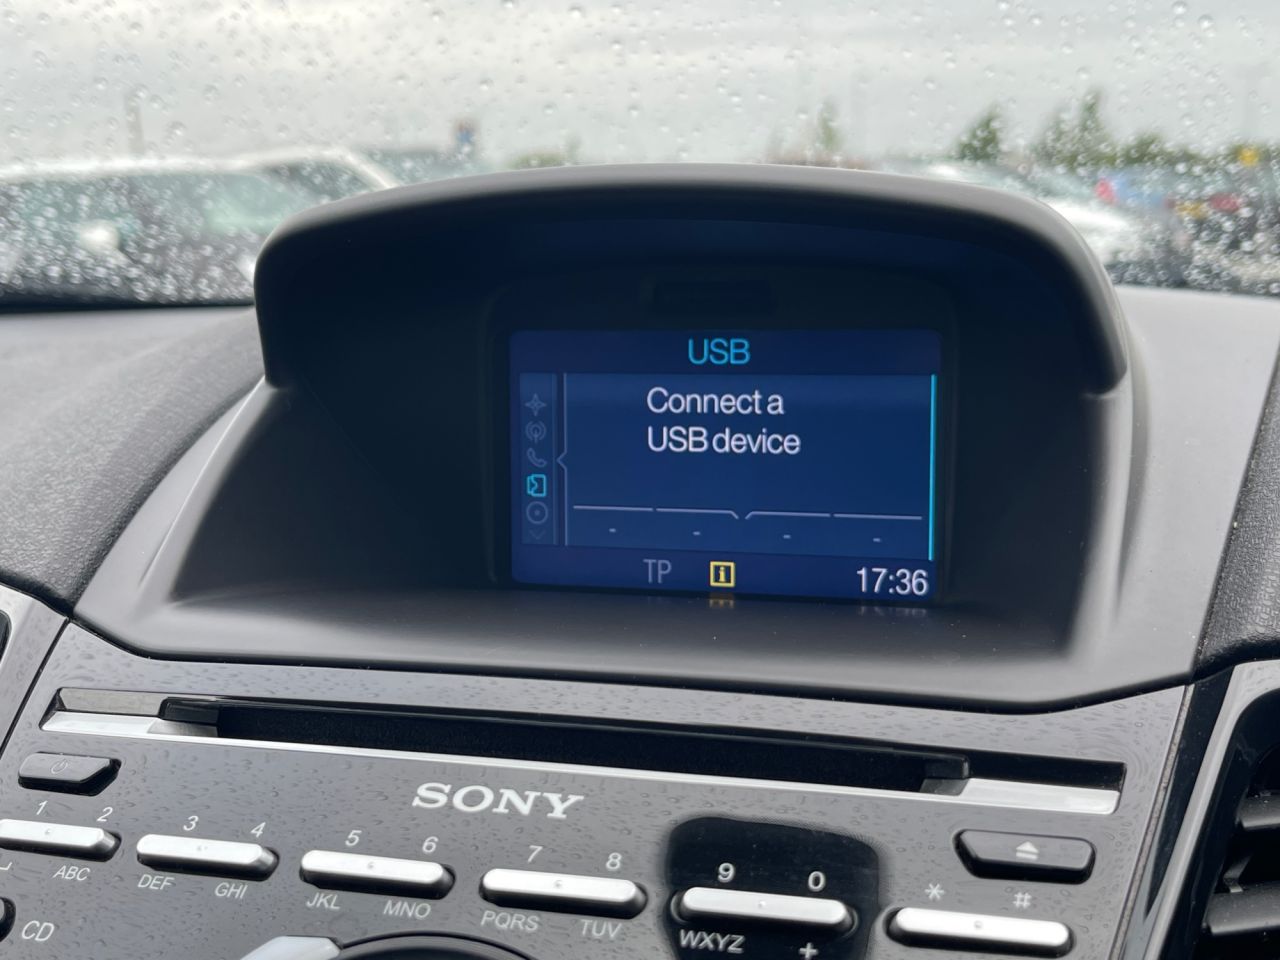 USB
Connect a
USB device
- - - -
TP i 17:36
SONY
1 2 3 4 5 6 7 8 9 0 * #
ABC DEF GHI JKL MNO PQRS TUV WXYZ +
CD